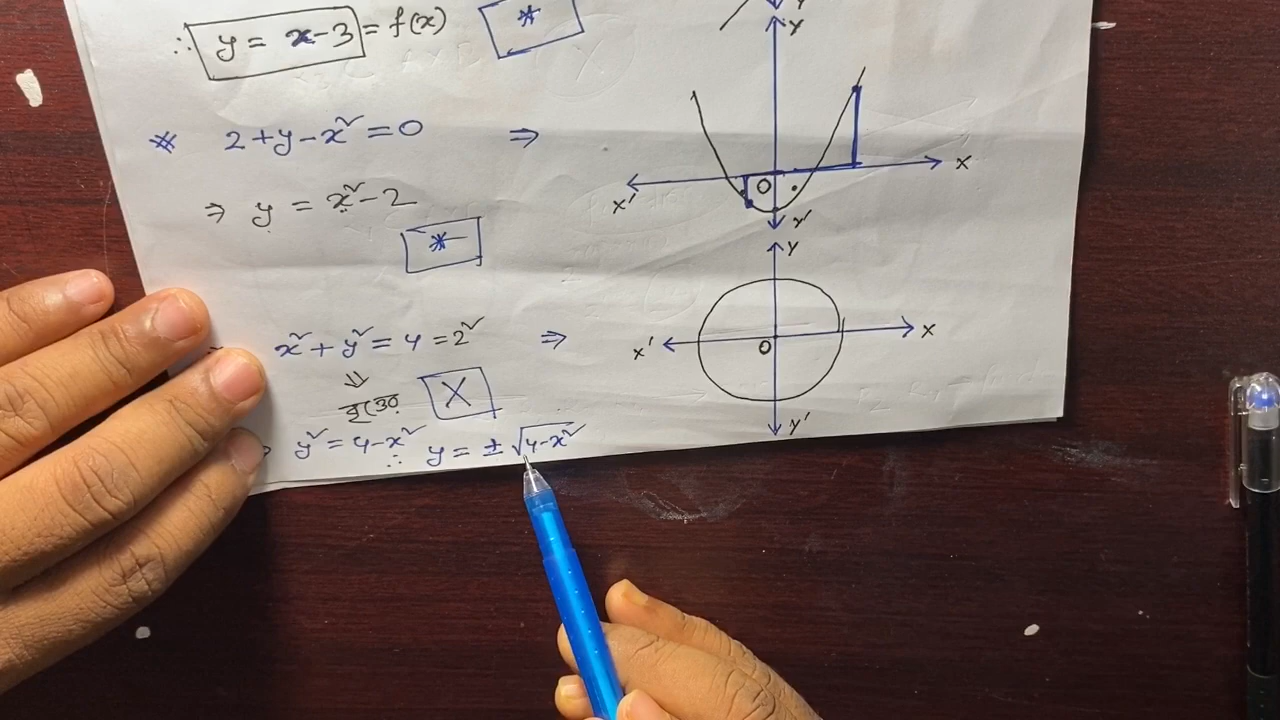 ∴ y = x-3 = f(x) *
* 2+y-x² = 0 ⇒
⇒ y = x²-2
*
x²+y² = 4 = 2² ⇒
⇓
X
⇒ y² = 4-x² ∴ y = ± √4-x²
Y
X' O X
Y'
Y
X' O X
Y'